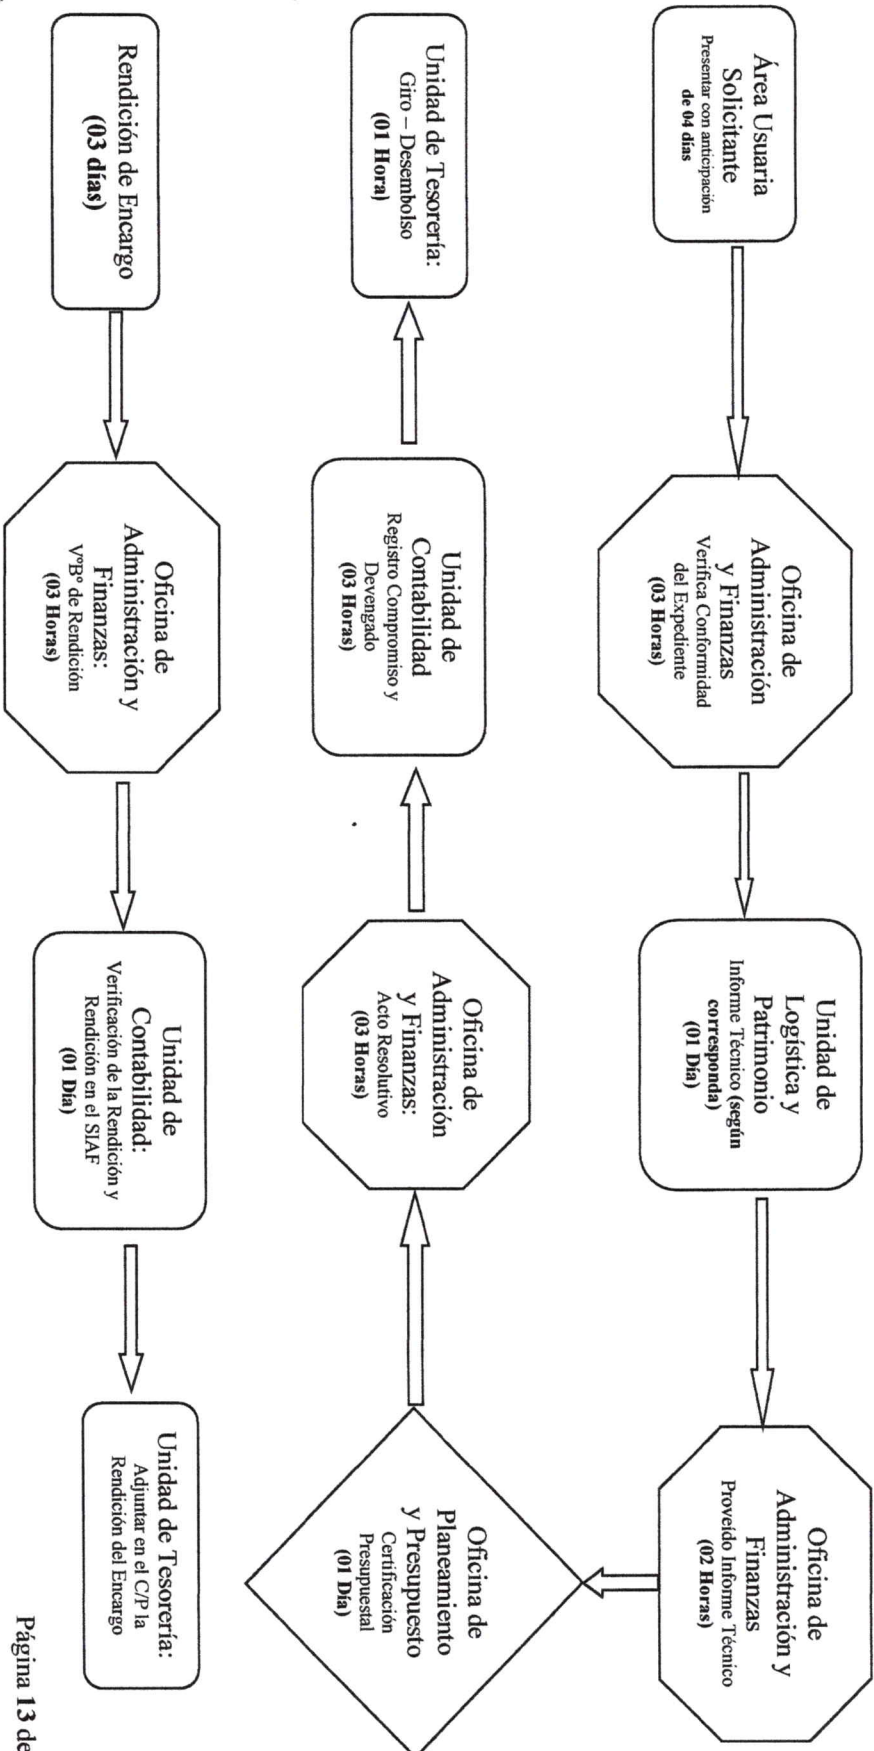 Área Usuaria
Solicitante
Presentar con anticipación
de 04 días
Oficina de
Administración
y Finanzas
Verifica Conformidad
del Expediente
(03 Horas)
Unidad de
Logística y
Patrimonio
Informe Técnico (según
corresponda)
(01 Día)
Oficina de
Administración y
Finanzas
Proveído Informe Técnico
(02 Horas)
Oficina de
Planeamiento
y Presupuesto
Certificación
Presupuestal
(01 Día)
Oficina de
Administración
y Finanzas:
Acto Resolutivo
(03 Horas)
Unidad de
Contabilidad
Registro Compromiso y
Devengado
(03 Horas)
Unidad de Tesorería:
Giro – Desembolso
(01 Hora)
Rendición de Encargo
(03 días)
Oficina de
Administración y
Finanzas:
V°B° de Rendición
(03 Horas)
Unidad de
Contabilidad:
Verificación de la Rendición y
Rendición en el SIAF
(01 Día)
Unidad de Tesorería:
Adjuntar en el C/P la
Rendición del Encargo
Página 13 de